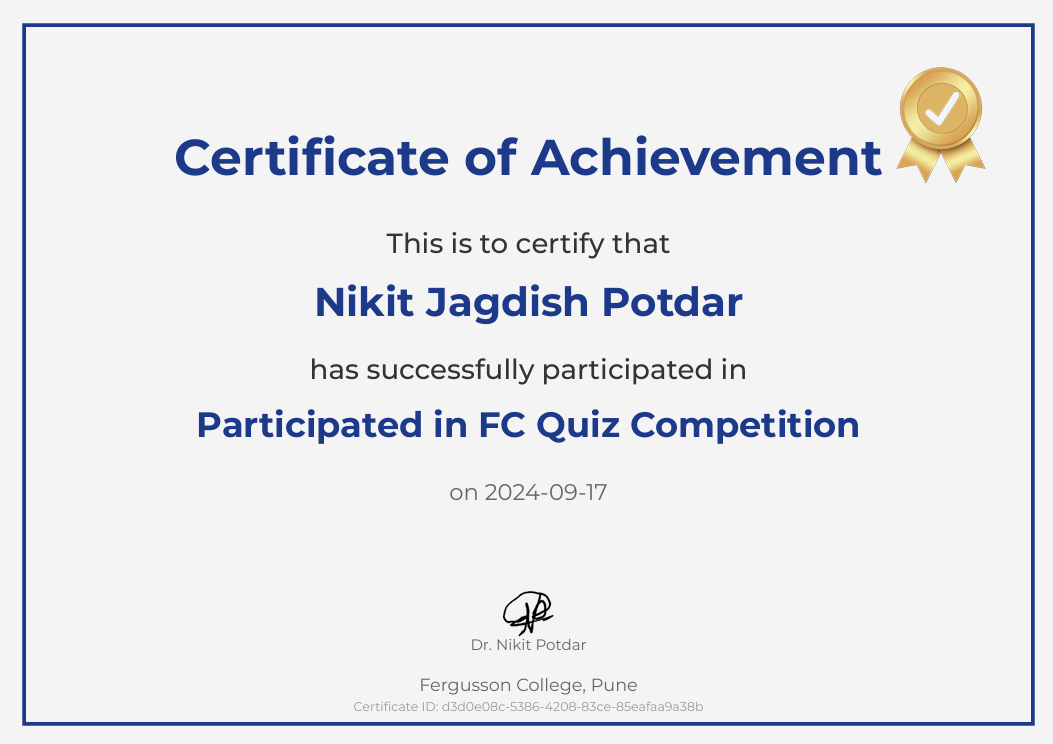 Certificate of Achievement
This is to certify that
Nikit Jagdish Potdar
has successfully participated in
Participated in FC Quiz Competition
on 2024-09-17
Dr. Nikit Potdar
Fergusson College, Pune
Certificate ID: d3d0e08c-5386-4208-83ce-85eafaa9a38b